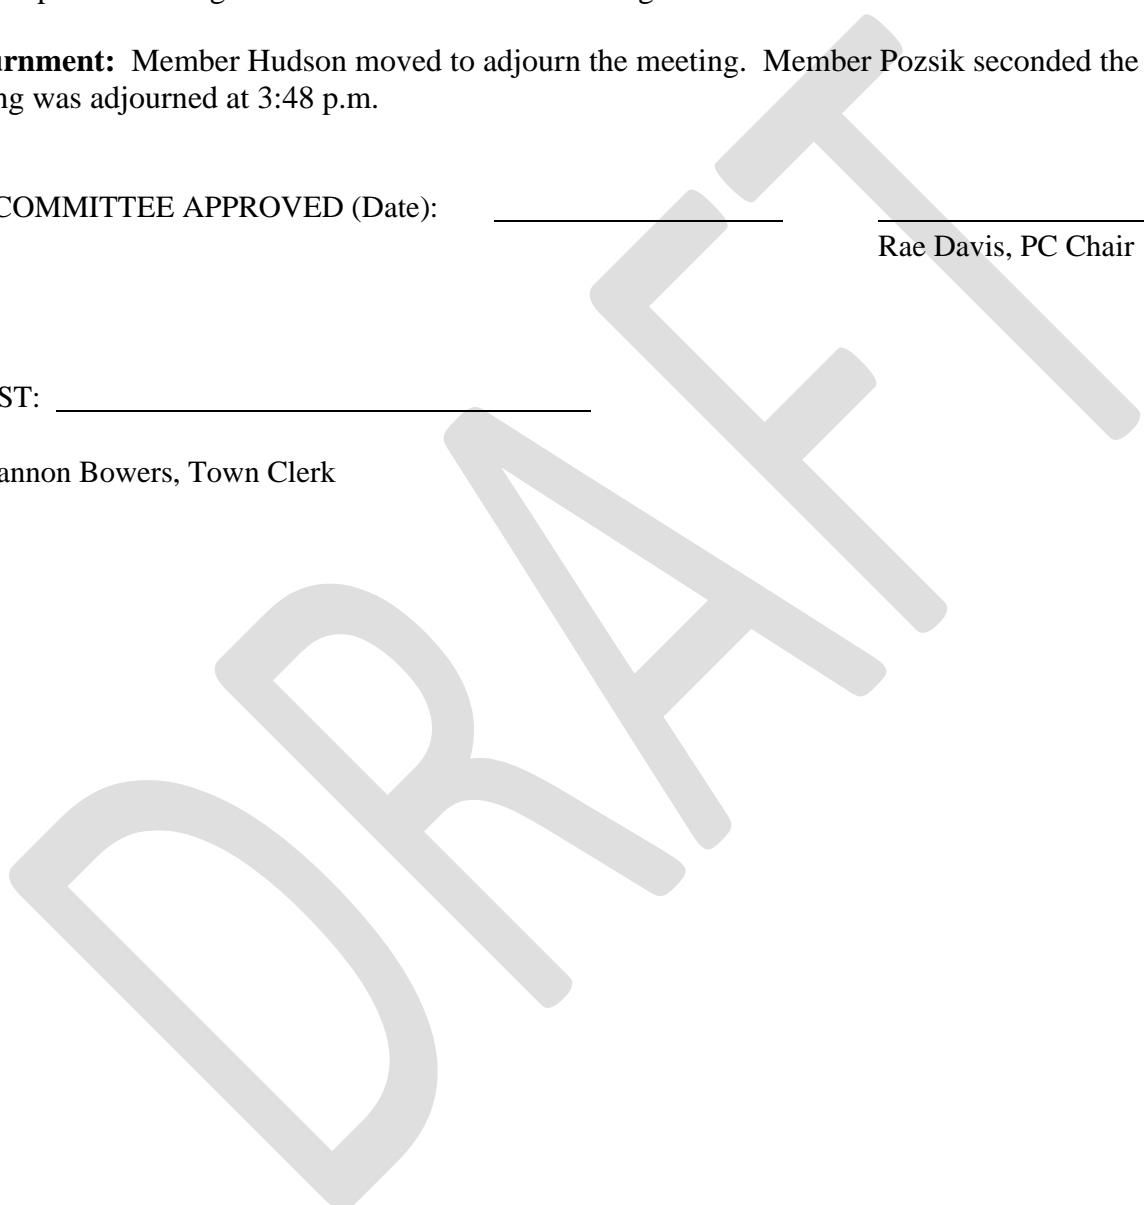 urnment: Member Hudson moved to adjourn the meeting. Member Pozsik seconded the
ng was adjourned at 3:48 p.m.
COMMITTEE APPROVED (Date):
Rae Davis, PC Chair
ST:
annon Bowers, Town Clerk
DRAFT